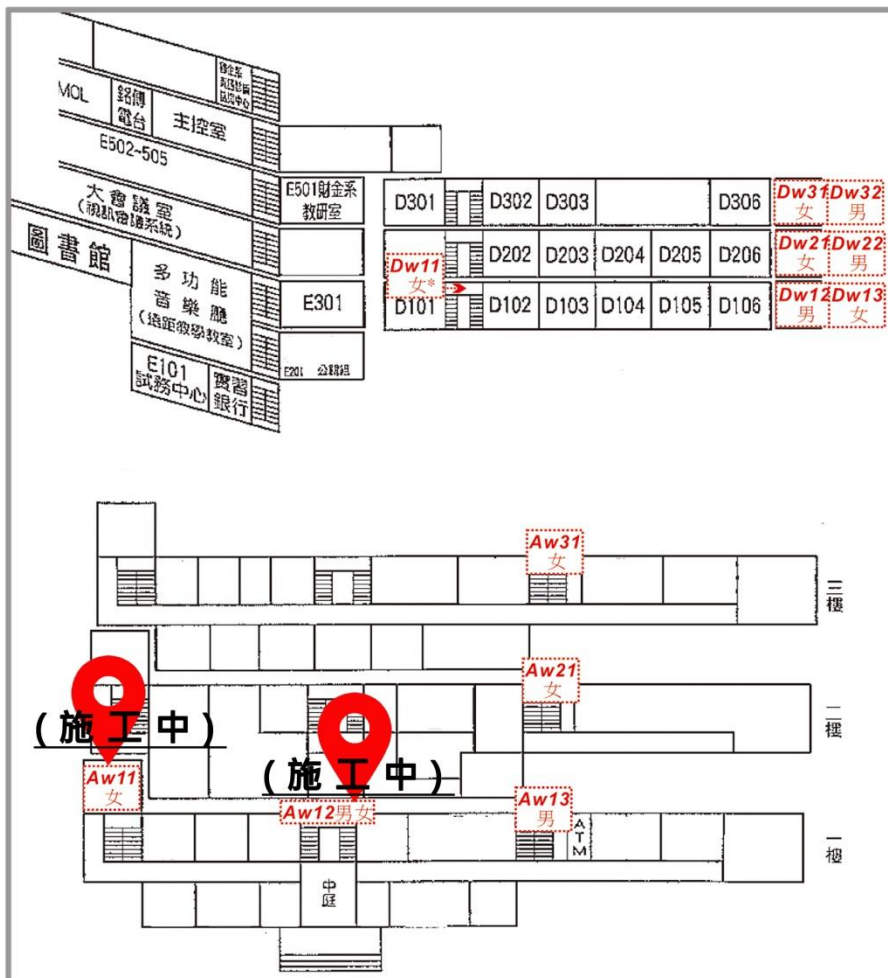 MOL
銘傳
電台
主控室
E502~505
大會議室
(視訊會議系統)
圖書館
多功能
音樂廳
(遠距教學教室)
E101
試務中心
實習
銀行
E501財金系
教研室
E301
E201 公關組
D301
D302
D303
D306
Dw31
女
Dw32
男
D202
D203
D204
D205
D206
Dw21
女
Dw22
男
Dw11
女*
D101
D102
D103
D104
D105
D106
Dw12
男
Dw13
女
Aw31
女
三樓
Aw21
女
二樓
(施工中)
(施工中)
Aw11
女
Aw12男女
Aw13
男
ATM
一樓
中庭